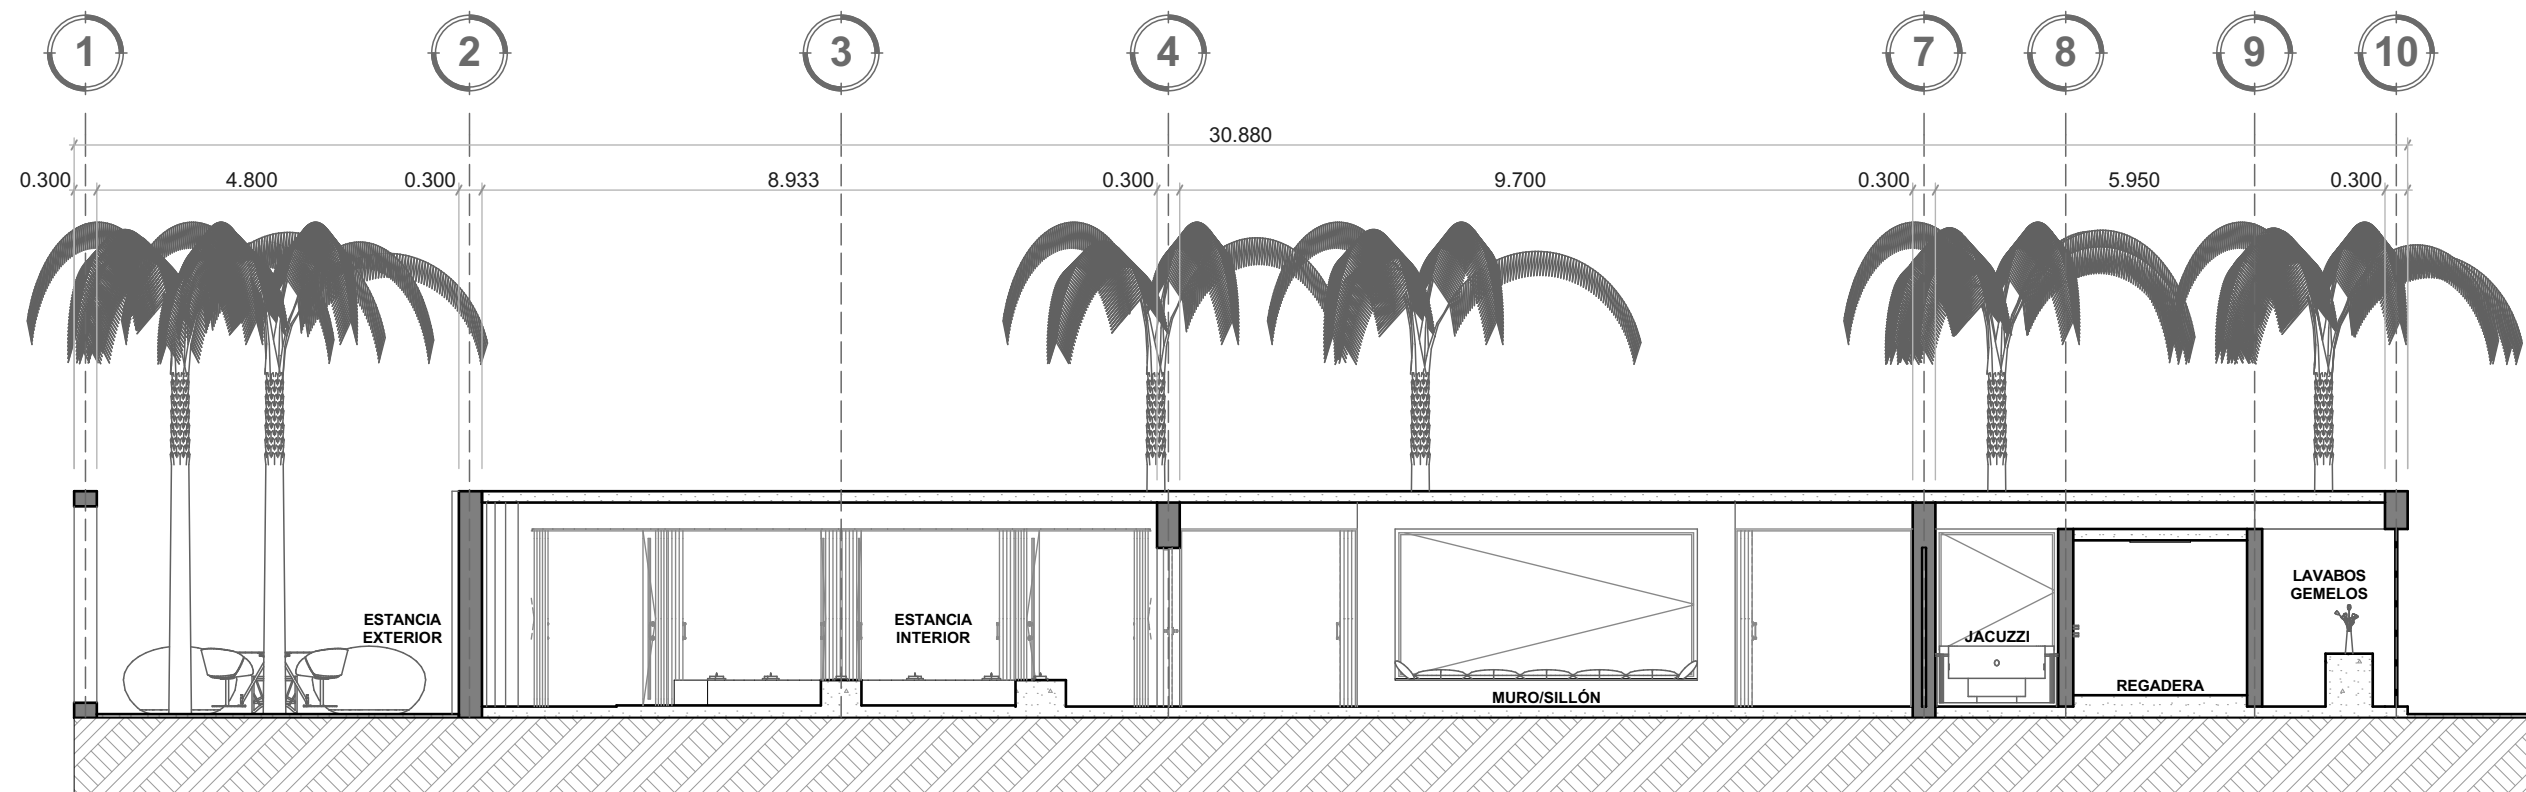 1 2 3 4 7 8 9 10
30.880
0.300 4.800 0.300 8.933 0.300 9.700 0.300 5.950 0.300
ESTANCIA
EXTERIOR
ESTANCIA
INTERIOR
MURO/SILLÓN
JACUZZI
REGADERA
LAVABOS
GEMELOS